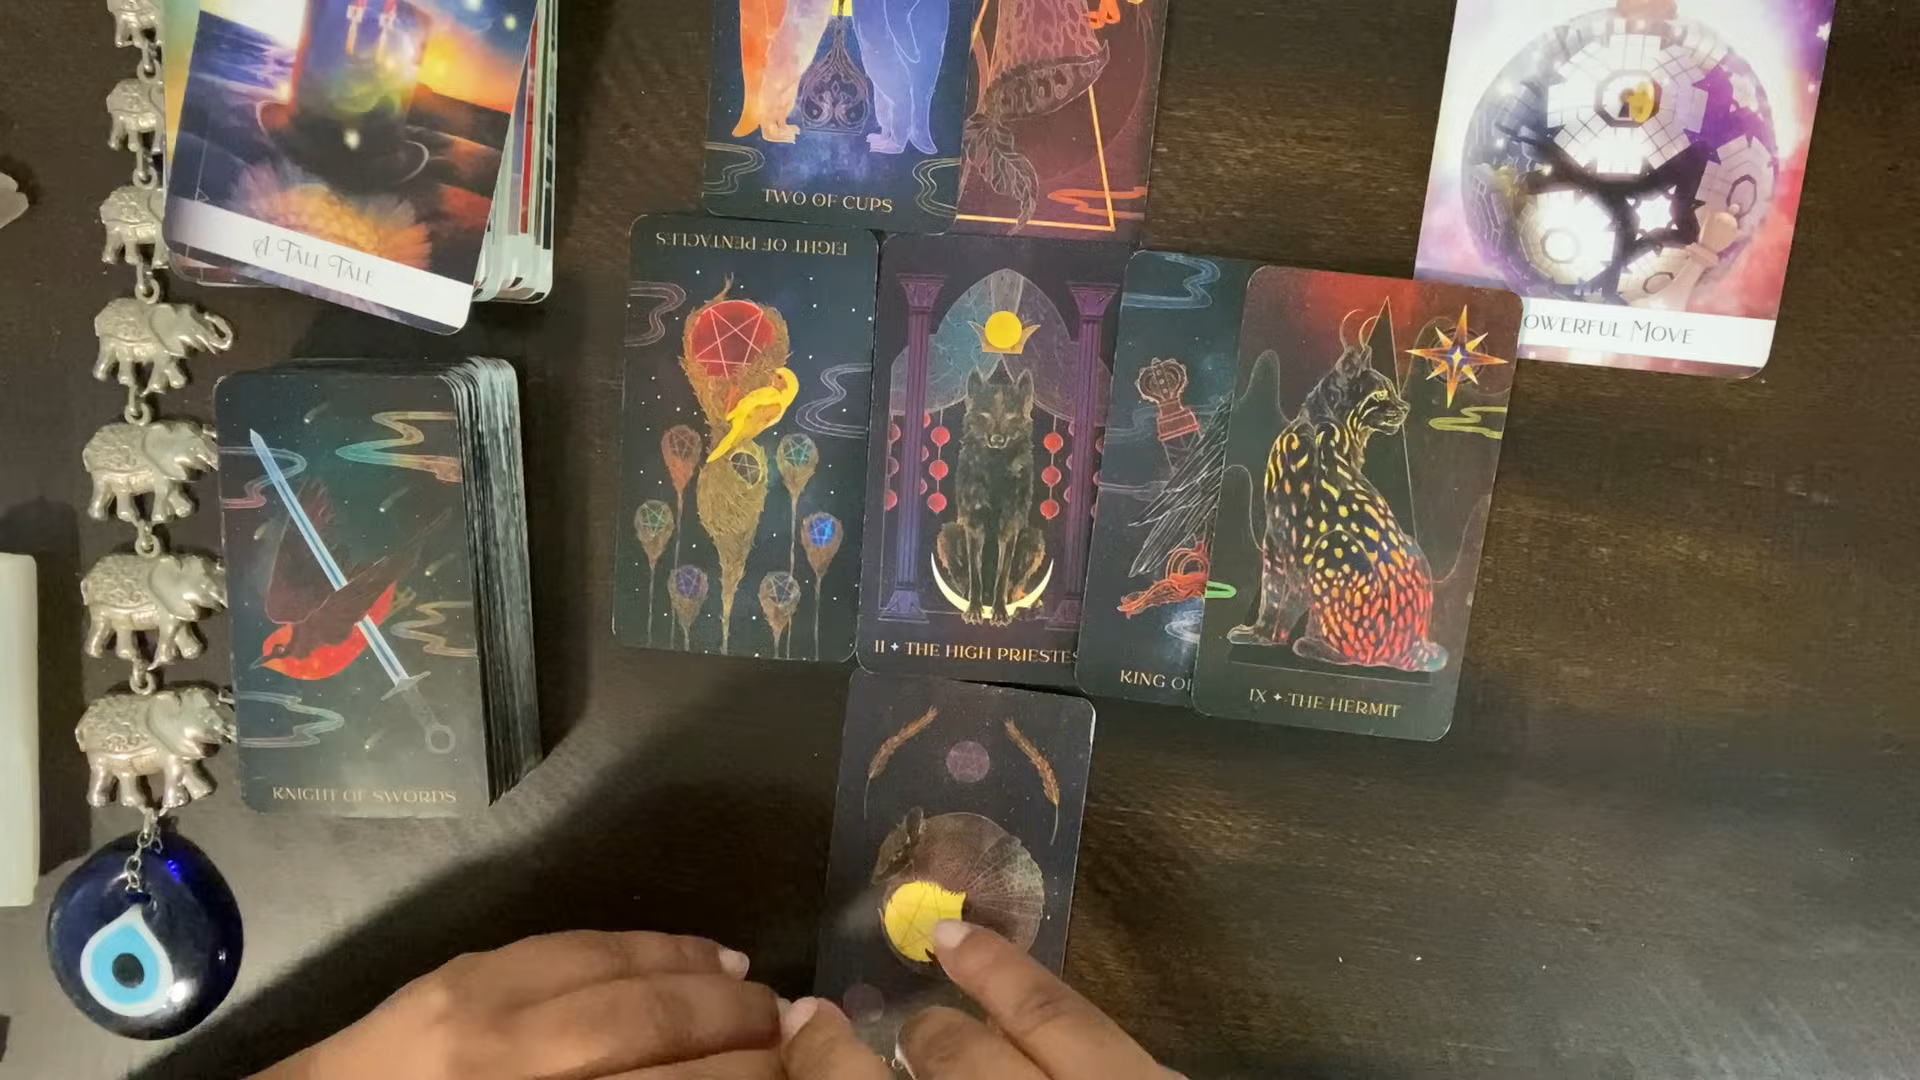 A TALL TALE
TWO OF CUPS
EIGHT OF PENTACLES
OWERFUL MOVE
II ✦ THE HIGH PRIESTES
KING OF
IX ✦ THE HERMIT
KNIGHT OF SWORDS